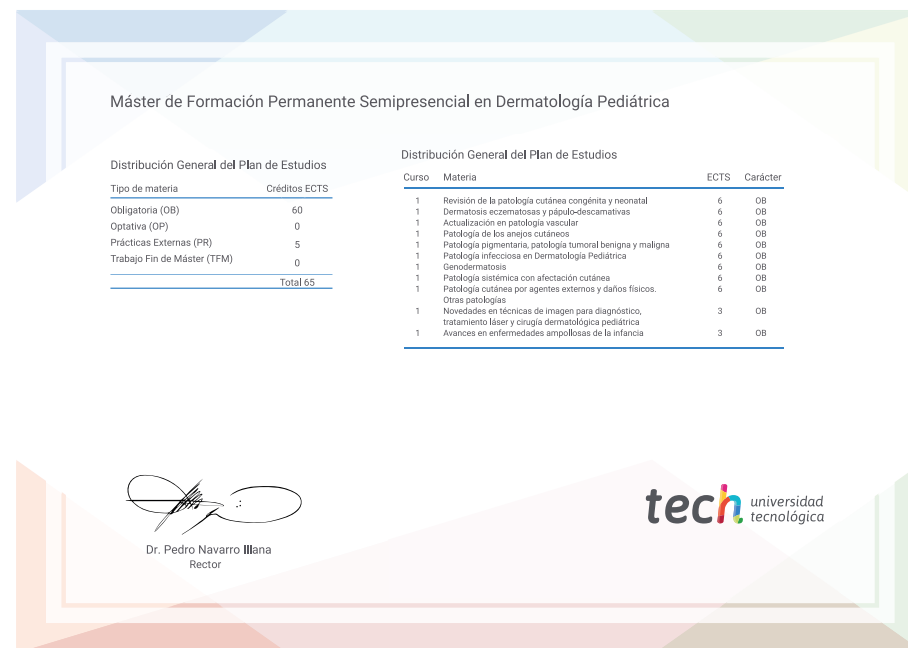 Máster de Formación Permanente Semipresencial en Dermatología Pediátrica
Distribución General del Plan de Estudios
Tipo de materia Créditos ECTS
Obligatoria (OB) 60
Optativa (OP) 0
Prácticas Externas (PR) 5
Trabajo Fin de Máster (TFM) 0
Total 65
Distribución General del Plan de Estudios
Curso Materia ECTS Carácter
1 Revisión de la patología cutánea congénita y neonatal 6 OB
1 Dermatosis eczematosas y pápulo-descamativas 6 OB
1 Actualización en patología vascular 6 OB
1 Patología de los anejos cutáneos 6 OB
1 Patología pigmentaria, patología tumoral benigna y maligna 6 OB
1 Patología infecciosa en Dermatología Pediátrica 6 OB
1 Genodermatosis 6 OB
1 Patología sistémica con afectación cutánea 6 OB
1 Patología cutánea por agentes externos y daños físicos. 6 OB
Otras patologías
1 Novedades en técnicas de imagen para diagnóstico, 3 OB
tratamiento láser y cirugía dermatológica pediátrica
1 Avances en enfermedades ampollosas de la infancia 3 OB
Dr. Pedro Navarro Illana
Rector
tech universidad
tecnológica